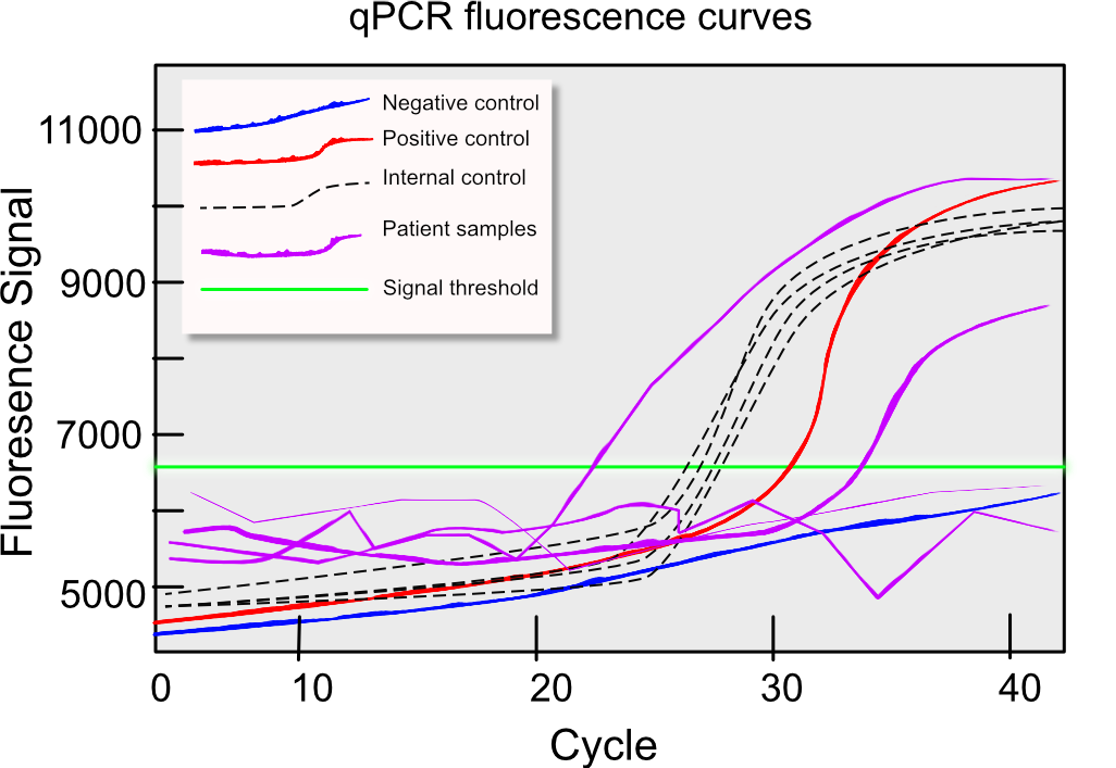 qPCR fluorescence curves
Negative control
Positive control
Internal control
Patient samples
Signal threshold
Fluoresence Signal
11000
9000
7000
5000
0 10 20 30 40
Cycle